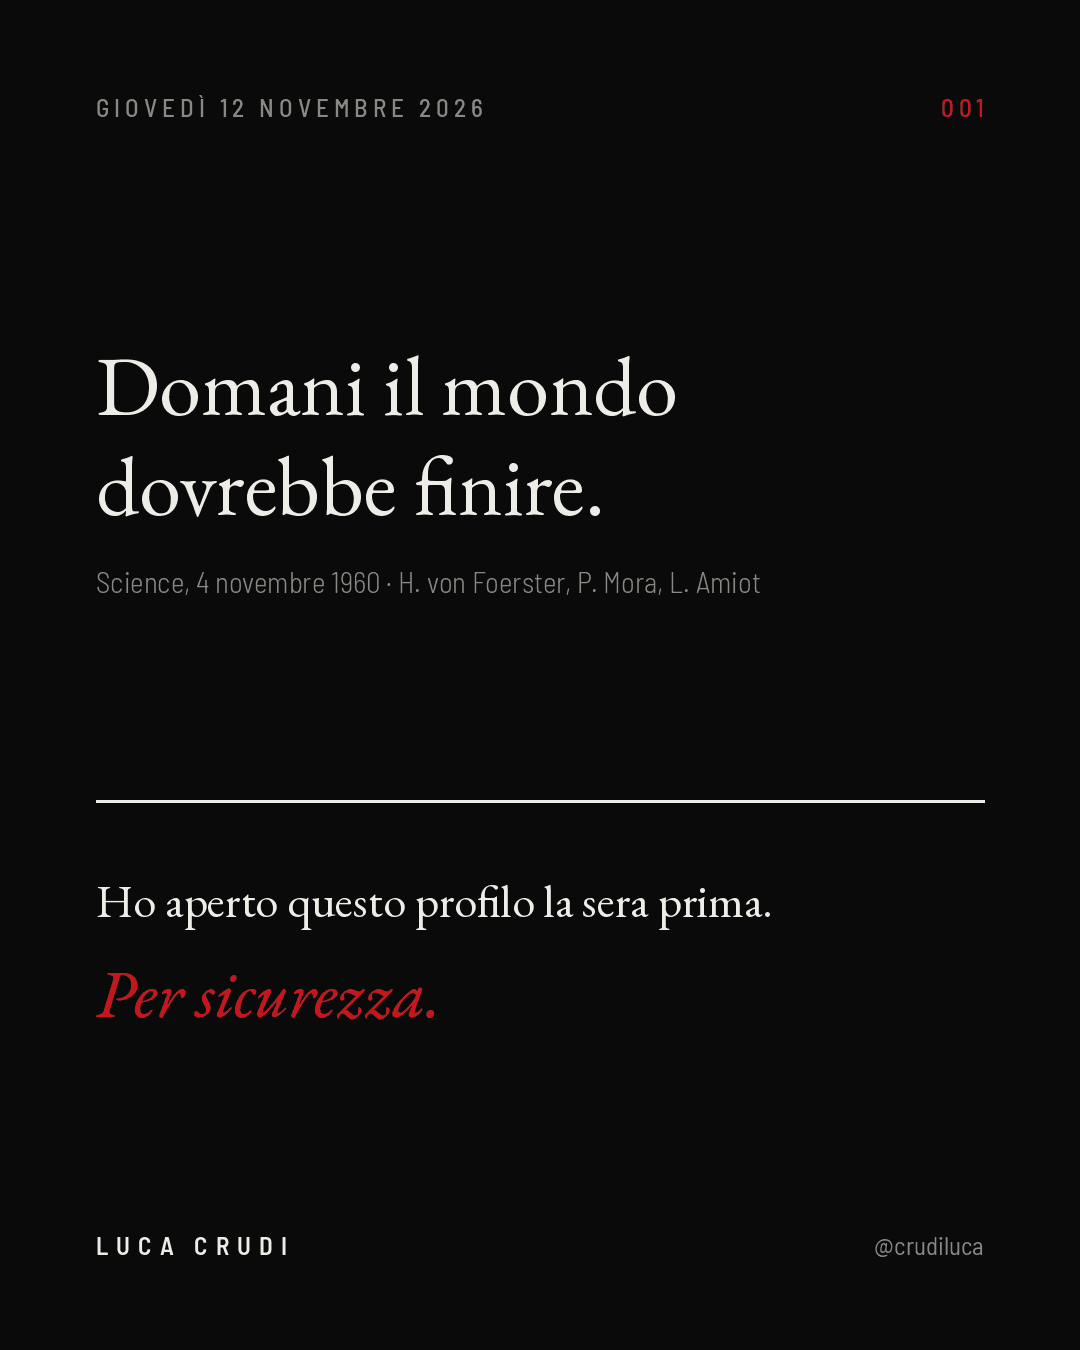 GIOVEDÌ 12 NOVEMBRE 2026
001
Domani il mondo
dovrebbe finire.
Science, 4 novembre 1960 · H. von Foerster, P. Mora, L. Amiot
Ho aperto questo profilo la sera prima.
Per sicurezza.
LUCA CRUDI
@crudiluca